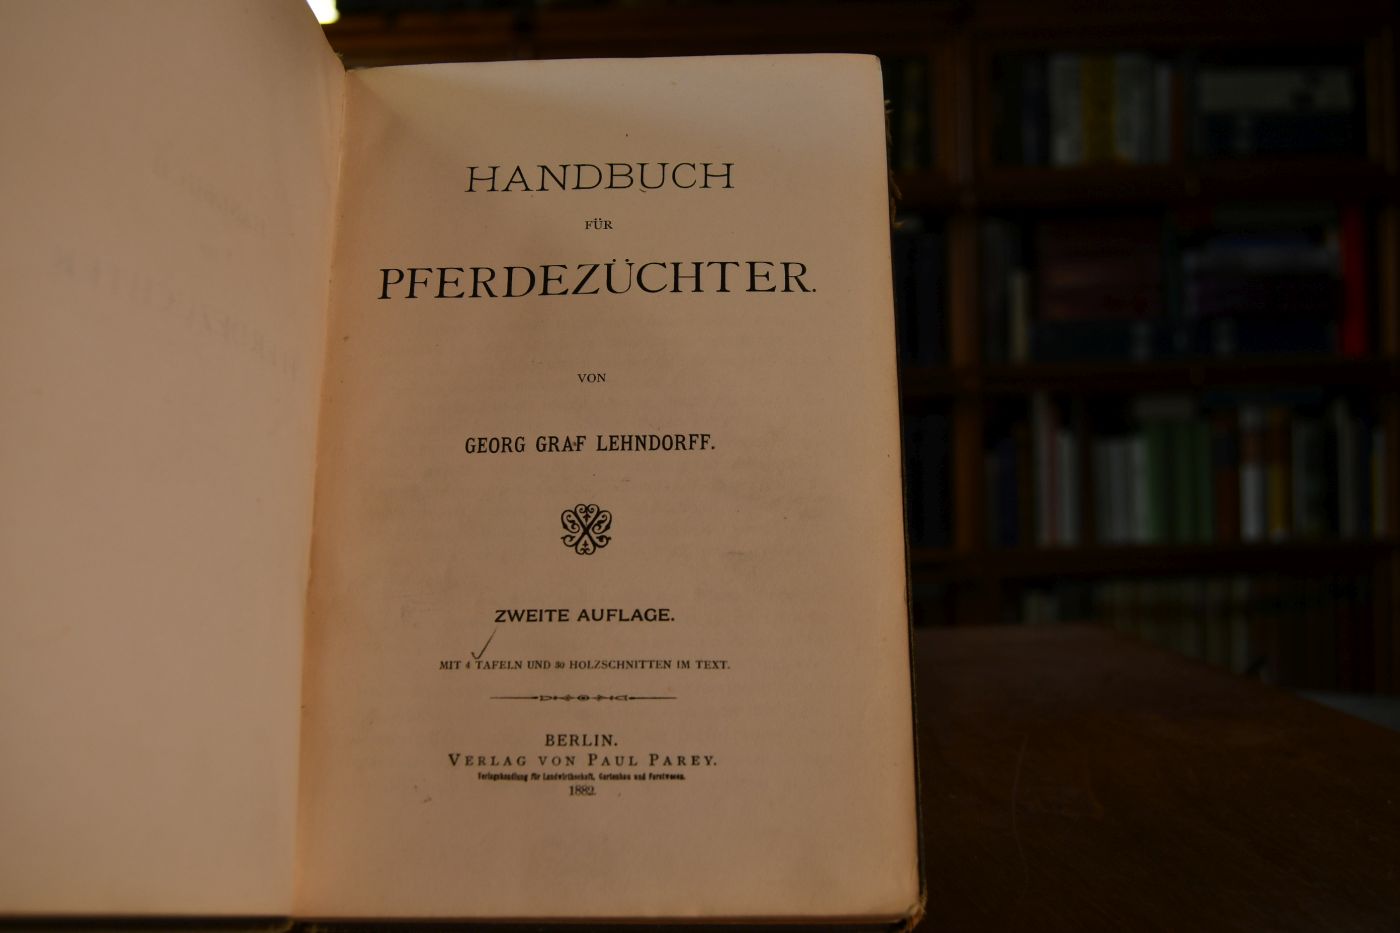 HANDBUCH
FÜR
PFERDEZÜCHTER.
VON
GEORG GRAF LEHNDORFF.
ZWEITE AUFLAGE.
MIT 4 TAFELN UND 30 HOLZSCHNITTEN IM TEXT.
BERLIN.
VERLAG VON PAUL PAREY.
Verlagshandlung für Landwirthschaft, Gartenbau und Forstwesen.
1882.